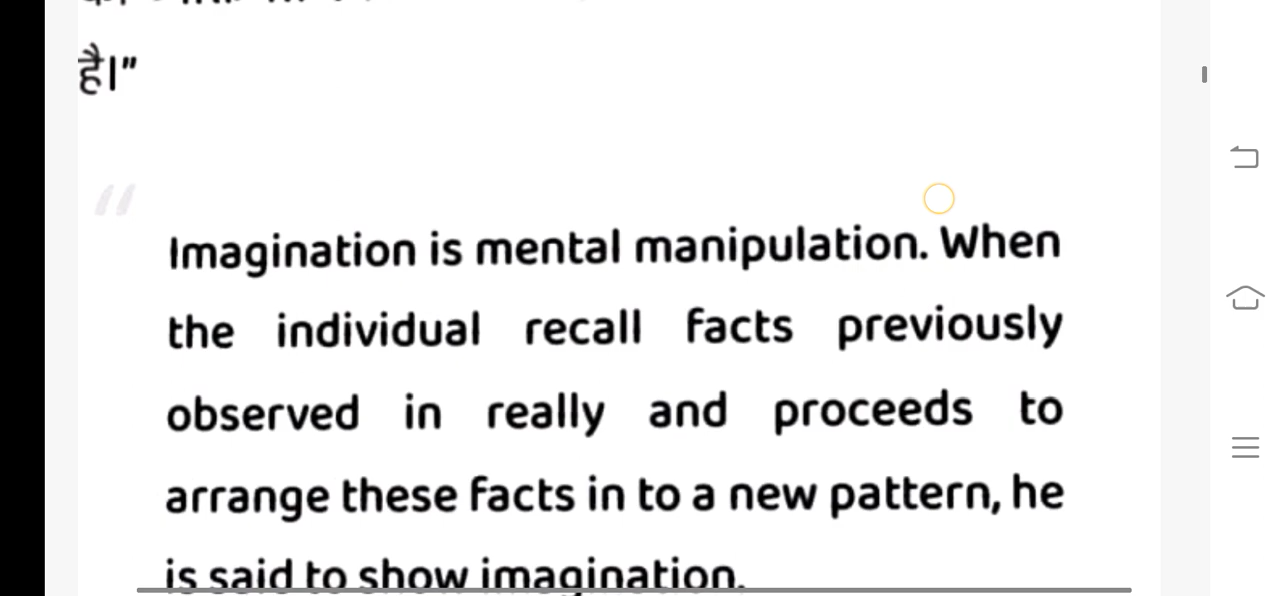 है।”
“
Imagination is mental manipulation. When
the individual recall facts previously
observed in really and proceeds to
arrange these facts in to a new pattern, he
is said to show imagination.